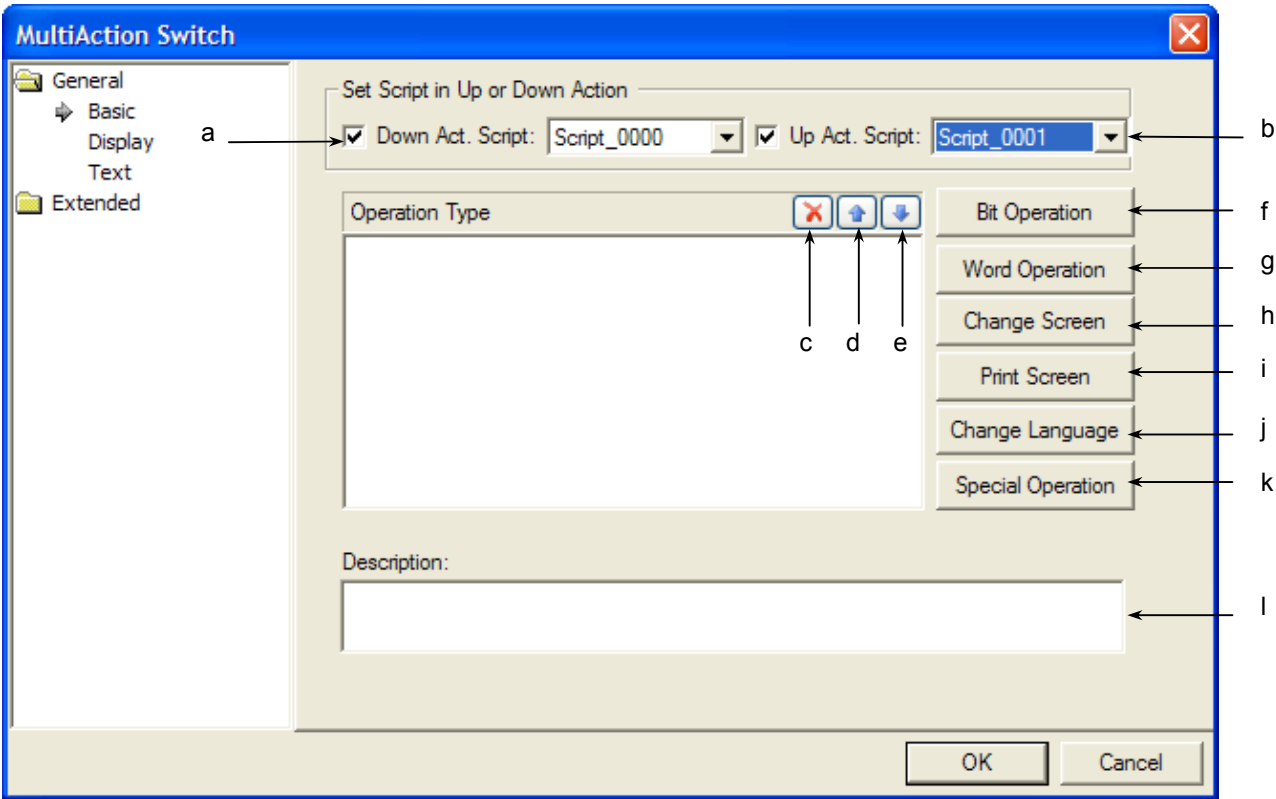 MultiAction Switch
General
Basic
Display
Text
Extended
Set Script in Up or Down Action
a
Down Act. Script: Script_0000 Up Act. Script: Script_0001
b
Operation Type
Bit Operation
f
Word Operation
g
Change Screen
h
c d e
Print Screen
i
Change Language
j
Special Operation
k
Description:
l
OK Cancel